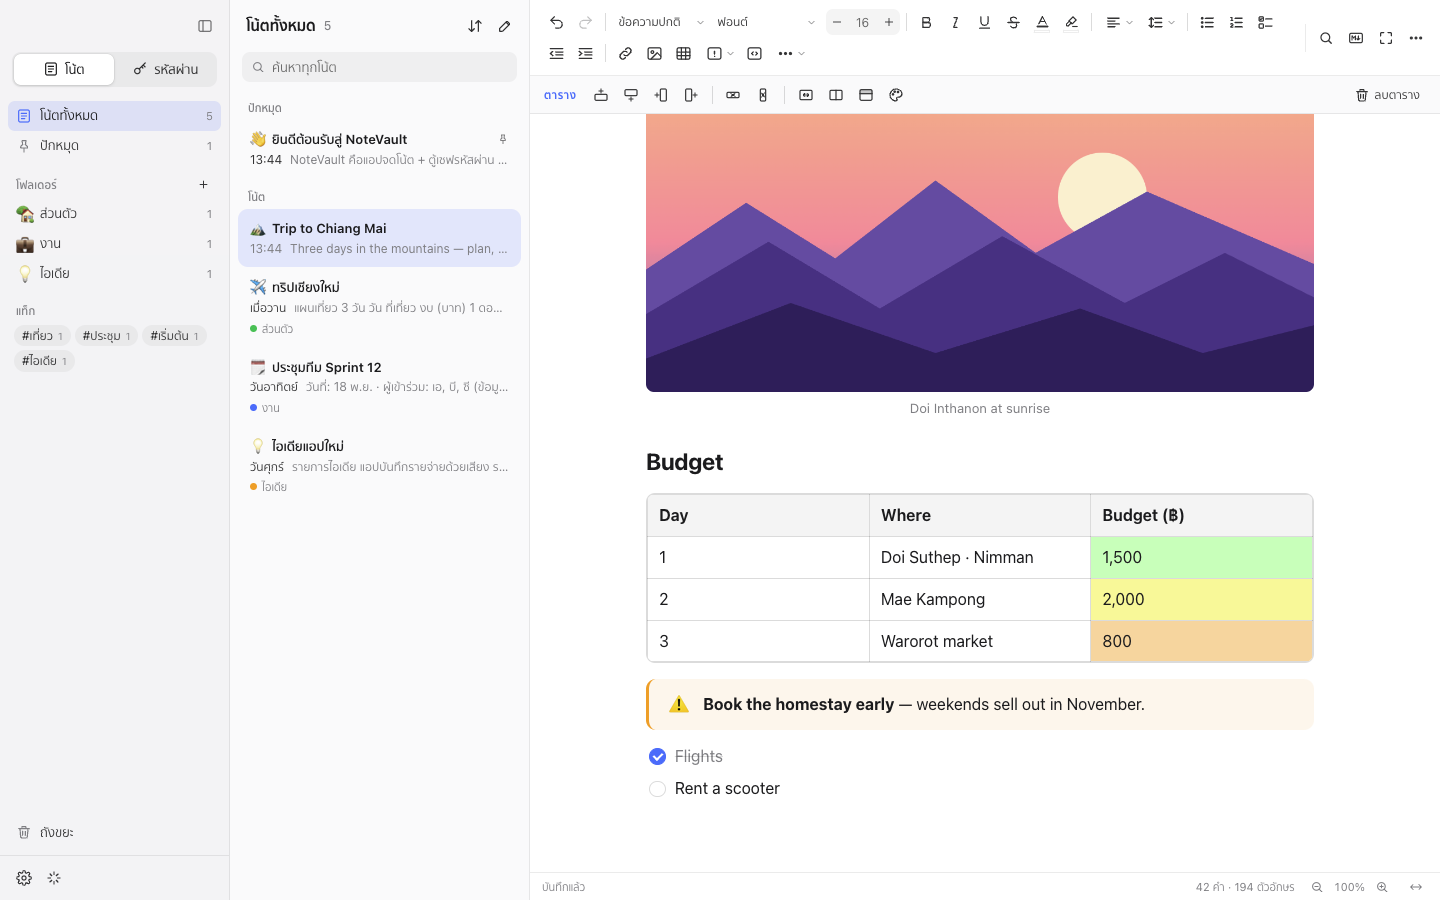 โน้ต
รหัสผ่าน
โน้ตทั้งหมด 5
ปักหมุด 1
โฟลเดอร์
ส่วนตัว 1
งาน 1
ไอเดีย 1
แท็ก
#เที่ยว 1 #ประชุม 1 #เริ่มต้น 1
#ไอเดีย 1
ถังขยะ
โน้ตทั้งหมด 5
ค้นหาทุกโน้ต
ปักหมุด
ยินดีต้อนรับสู่ NoteVault
13:44 NoteVault คือแอปจดโน้ต + ตู้เซฟรหัสผ่าน ...
โน้ต
Trip to Chiang Mai
13:44 Three days in the mountains — plan, ...
ทริปเชียงใหม่
เมื่อวาน แผนเที่ยว 3 วัน วัน ที่เที่ยว งบ (บาท) 1 ดอ...
ส่วนตัว
ประชุมทีม Sprint 12
วันอาทิตย์ วันที่: 18 พ.ย. · ผู้เข้าร่วม: เอ, บี, ซี (ข้อมู...
งาน
ไอเดียแอปใหม่
วันศุกร์ รายการไอเดีย แอปบันทึกรายจ่ายด้วยเสียง ร...
ไอเดีย
ข้อความปกติ ฟอนต์ 16
ตาราง ลบตาราง
Doi Inthanon at sunrise
Budget
Day Where Budget (฿)
1 Doi Suthep · Nimman 1,500
2 Mae Kampong 2,000
3 Warorot market 800
Book the homestay early — weekends sell out in November.
Flights
Rent a scooter
บันทึกแล้ว 42 คำ · 194 ตัวอักษร 100%